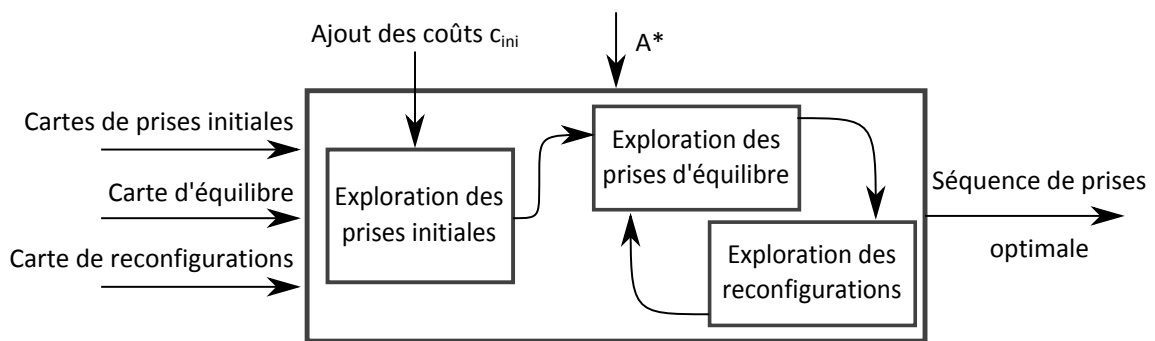 Ajout des coûts cini
A*
Cartes de prises initiales
Carte d'équilibre
Carte de reconfigurations
Exploration des
prises initiales
Exploration des
prises d'équilibre
Exploration des
reconfigurations
Séquence de prises
optimale